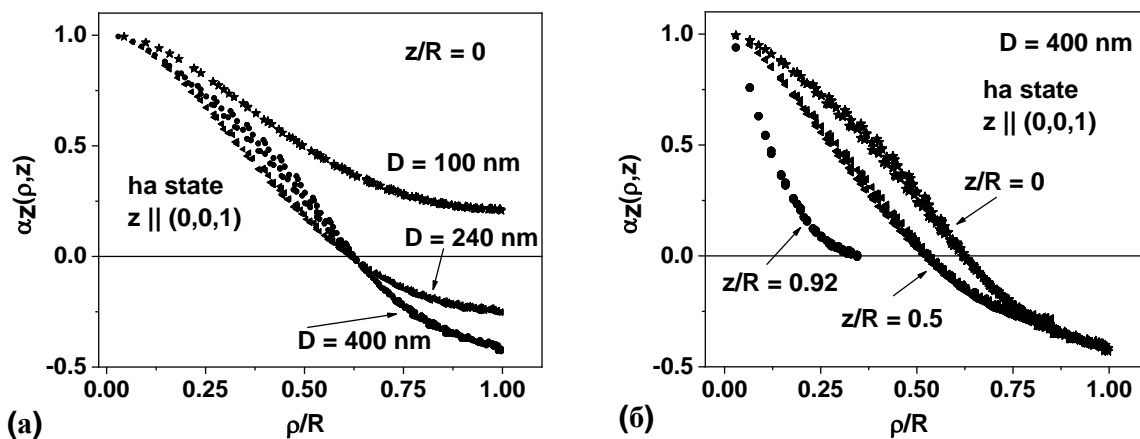 1.0
0.5
0.0
-0.5
αz(ρ,z)
z/R = 0
D = 100 nm
ha state
z || (0,0,1)
D = 240 nm
D = 400 nm
0.00 0.25 0.50 0.75 1.00
ρ/R
(а)
1.0
0.5
0.0
-0.5
αz(ρ,z)
D = 400 nm
ha state
z || (0,0,1)
z/R = 0
z/R = 0.92
z/R = 0.5
0.00 0.25 0.50 0.75 1.00
ρ/R
(б)